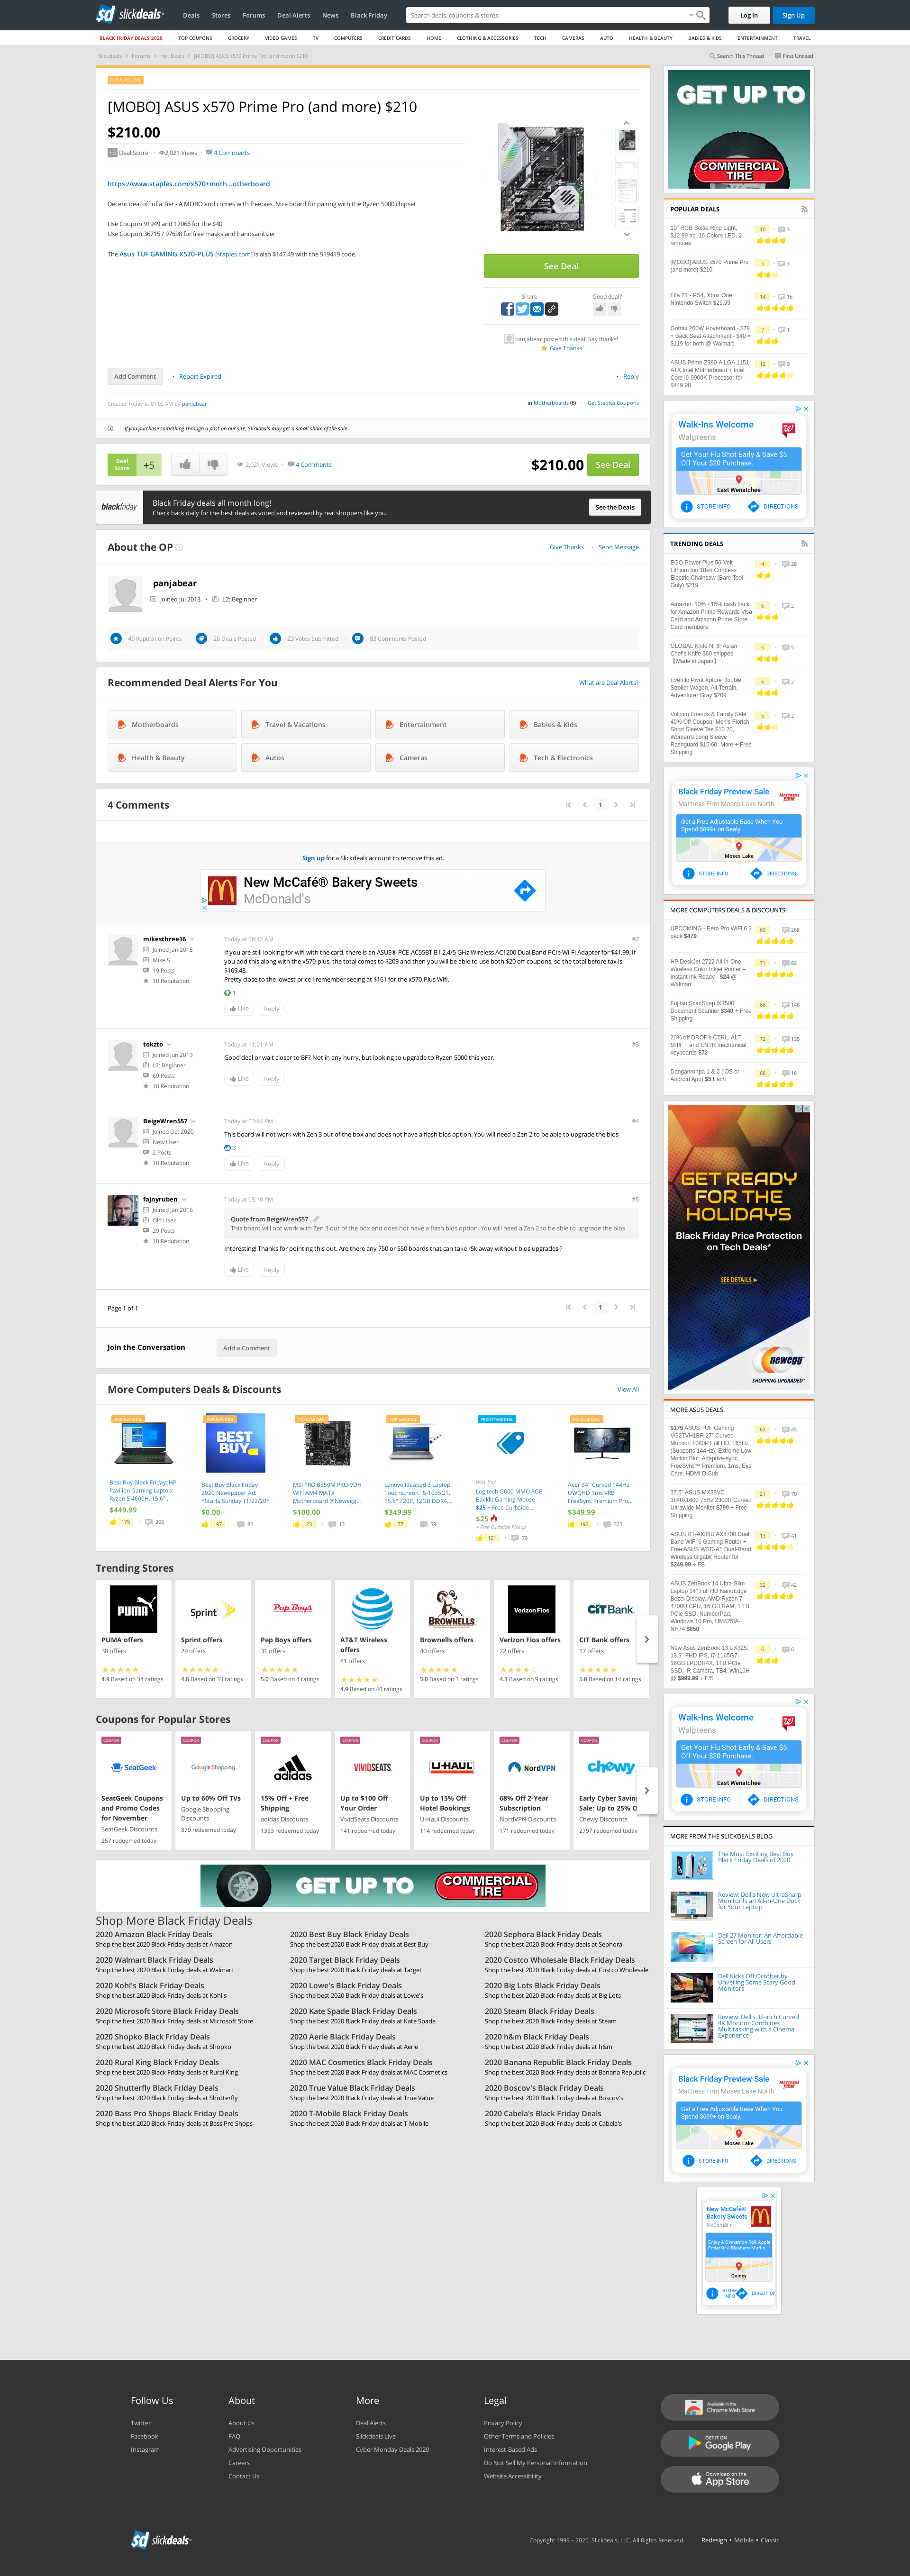 sd slickdeals
Deals Stores Forums Deal Alerts News Black Friday
Search deals, coupons & stores
Log In
Sign Up
BLACK FRIDAY DEALS 2020 TOP COUPONS GROCERY VIDEO GAMES TV COMPUTERS CREDIT CARDS HOME CLOTHING & ACCESSORIES TECH CAMERAS AUTO HEALTH & BEAUTY BABIES & KIDS ENTERTAINMENT TRAVEL
Slickdeals > Forums > Hot Deals > [MOBO] ASUS x570 Prime Pro (and more) $210
Search This Thread
First Unread
POPULAR DEAL
[MOBO] ASUS x570 Prime Pro (and more) $210
$210.00
+5 Deal Score · 2,021 Views · 4 Comments
https://www.staples.com/x570+moth...otherboard
Decent deal off of a Tier - A MOBO and comes with freebies. Nice board for pairing with the Ryzen 5000 chipset
Use Coupon 91949 and 17066 for the $40
Use Coupon 36715 / 97698 for free masks and handsanitizer
The Asus TUF GAMING X570-PLUS [staples.com] is also $147.49 with the 919419 code.
See Deal
Share
Good deal?
panjabear posted this deal. Say thanks!
Give Thanks
Add Comment · Report Expired
· Reply
Created Today at 01:02 AM by panjabear
in Motherboards (6) · Get Staples Coupons
If you purchase something through a post on our site, Slickdeals may get a small share of the sale.
Deal Score +5
2,021 Views · 4 Comments
$210.00 See Deal
blackfriday
Black Friday deals all month long!
Check back daily for the best deals as voted and reviewed by real shoppers like you.
See the Deals
About the OP
Give Thanks · Send Message
panjabear
Joined Jul 2013 · L2: Beginner
46 Reputation Points · 26 Deals Posted · 23 Votes Submitted · 83 Comments Posted
Recommended Deal Alerts For You
What are Deal Alerts?
Motherboards
Travel & Vacations
Entertainment
Babies & Kids
Health & Beauty
Autos
Cameras
Tech & Electronics
4 Comments
1
Sign up for a Slickdeals account to remove this ad.
New McCafé® Bakery Sweets
McDonald's
mikesthree16
Joined Jan 2015
Mike S
19 Posts
10 Reputation
Today at 08:42 AM
#2
If you are still looking for wifi with the card, there is an ASUS® PCE-AC55BT B1 2.4/5 GHz Wireless AC1200 Dual Band PCIe Wi-Fi Adapter for $41.99. If you add this along with the x570-plus, the total comes to $209 and then you will be able to use both $20 off coupons, so the total before tax is $169.48.
Pretty close to the lowest price I remember seeing at $161 for the x570-Plus Wifi.
1
Like Reply
tokzto
Joined Jun 2013
L2: Beginner
69 Posts
10 Reputation
Today at 11:01 AM
#3
Good deal or wait closer to BF? Not in any hurry, but looking to upgrade to Ryzen 5000 this year.
Like Reply
BeigeWren557
Joined Oct 2020
New User
2 Posts
10 Reputation
Today at 03:44 PM
#4
This board will not work with Zen 3 out of the box and does not have a flash bios option. You will need a Zen 2 to be able to upgrade the bios
3
Like Reply
fajnyruben
Joined Jan 2016
Old User
29 Posts
10 Reputation
Today at 05:10 PM
#5
Quote from BeigeWren557
This board will not work with Zen 3 out of the box and does not have a flash bios option. You will need a Zen 2 to be able to upgrade the bios
Interesting! Thanks for pointing this out. Are there any 750 or 550 boards that can take r5k away without bios upgrades ?
Like Reply
Page 1 of 1
1
Join the Conversation
Add a Comment
More Computers Deals & Discounts
View All
POPULAR DEAL
Best Buy Black Friday: HP Pavilion Gaming Laptop: Ryzen 5 4600H, 15.6"...
$449.99
179 · 206
POPULAR DEAL
BEST BUY
Best Buy Black Friday 2020 Newspaper Ad: *Starts Sunday 11/22/20*
$0.00
197 · 82
POPULAR DEAL
MSI PRO B550M PRO-VDH WIFI AM4 MATX Motherboard @Newegg...
$100.00
23 · 13
POPULAR DEAL
Lenovo Ideapad 3 Laptop: Touchscreen, i5-1035G1, 15.6" 720P, 12GB DDR4,...
$349.99
77 · 59
FRONTPAGE DEAL
Best Buy
Logitech G600 MMO RGB Backlit Gaming Mouse $25 + Free Curbside...
$25
+ Free Curbside Pickup
101 · 79
POPULAR DEAL
Acer 34" Curved 144Hz UWQHD 1ms VRB FreeSync Premium Pro...
$349.99
196 · 325
Trending Stores
PUMA
PUMA offers
38 offers
4.9 Based on 34 ratings
Sprint
Sprint offers
29 offers
4.8 Based on 33 ratings
Pep Boys
Pep Boys offers
31 offers
5.0 Based on 4 ratings
AT&T Wireless offers
41 offers
4.9 Based on 40 ratings
BROWNELLS
Brownells offers
40 offers
5.0 Based on 3 ratings
Verizon Fios
Verizon Fios offers
22 offers
4.3 Based on 9 ratings
CIT Bank
CIT Bank offers
17 offers
5.0 Based on 14 ratings
Coupons for Popular Stores
COUPON
SeatGeek
SeatGeek Coupons and Promo Codes for November
SeatGeek Discounts
257 redeemed today
COUPON
Google Shopping
Up to 60% Off TVs
Google Shopping Discounts
879 redeemed today
COUPON
adidas
15% Off + Free Shipping
adidas Discounts
1353 redeemed today
COUPON
VIVIDSEATS
Up to $100 Off Your Order
VividSeats Discounts
141 redeemed today
COUPON
U-HAUL
Up to 15% Off Hotel Bookings
U-Haul Discounts
114 redeemed today
COUPON
NordVPN
68% Off 2-Year Subscription
NordVPN Discounts
171 redeemed today
COUPON
chewy
Early Cyber Saving Sale: Up to 25% O
Chewy Discounts
2797 redeemed today
GET UP TO COMMERCIAL TIRE
Shop More Black Friday Deals
2020 Amazon Black Friday Deals
Shop the best 2020 Black Friday deals at Amazon
2020 Best Buy Black Friday Deals
Shop the best 2020 Black Friday deals at Best Buy
2020 Sephora Black Friday Deals
Shop the best 2020 Black Friday deals at Sephora
2020 Walmart Black Friday Deals
Shop the best 2020 Black Friday deals at Walmart
2020 Target Black Friday Deals
Shop the best 2020 Black Friday deals at Target
2020 Costco Wholesale Black Friday Deals
Shop the best 2020 Black Friday deals at Costco Wholesale
2020 Kohl's Black Friday Deals
Shop the best 2020 Black Friday deals at Kohl's
2020 Lowe's Black Friday Deals
Shop the best 2020 Black Friday deals at Lowe's
2020 Big Lots Black Friday Deals
Shop the best 2020 Black Friday deals at Big Lots
2020 Microsoft Store Black Friday Deals
Shop the best 2020 Black Friday deals at Microsoft Store
2020 Kate Spade Black Friday Deals
Shop the best 2020 Black Friday deals at Kate Spade
2020 Steam Black Friday Deals
Shop the best 2020 Black Friday deals at Steam
2020 Shopko Black Friday Deals
Shop the best 2020 Black Friday deals at Shopko
2020 Aerie Black Friday Deals
Shop the best 2020 Black Friday deals at Aerie
2020 h&m Black Friday Deals
Shop the best 2020 Black Friday deals at h&m
2020 Rural King Black Friday Deals
Shop the best 2020 Black Friday deals at Rural King
2020 MAC Cosmetics Black Friday Deals
Shop the best 2020 Black Friday deals at MAC Cosmetics
2020 Banana Republic Black Friday Deals
Shop the best 2020 Black Friday deals at Banana Republic
2020 Shutterfly Black Friday Deals
Shop the best 2020 Black Friday deals at Shutterfly
2020 True Value Black Friday Deals
Shop the best 2020 Black Friday deals at True Value
2020 Boscov's Black Friday Deals
Shop the best 2020 Black Friday deals at Boscov's
2020 Bass Pro Shops Black Friday Deals
Shop the best 2020 Black Friday deals at Bass Pro Shops
2020 T-Mobile Black Friday Deals
Shop the best 2020 Black Friday deals at T-Mobile
2020 Cabela's Black Friday Deals
Shop the best 2020 Black Friday deals at Cabela's
GET UP TO
COMMERCIAL TIRE
POPULAR DEALS
10" RGB Selfie Ring Light, $12.99 ac, 16 Colors LED, 2 remotes
10 · 3
[MOBO] ASUS x570 Prime Pro (and more) $210
5 · 3
Fifa 21 - PS4, Xbox One, Nintendo Switch $29.99
14 · 16
Gotrax 200W Hoverboard - $79 + Back Seat Attachment - $40 + $119 for both @ Walmart
7 · 1
ASUS Prime Z390-A LGA 1151 ATX Intel Motherboard + Intel Core i9-9900K Processor for $449.98
12 · 9
Walk-Ins Welcome
Walgreens
Get Your Flu Shot Early & Save $5 Off Your $20 Purchase.
East Wenatchee
STORE INFO DIRECTIONS
TRENDING DEALS
EGO Power Plus 56-Volt Lithium Ion 18-in Cordless Electric Chainsaw (Bare Tool Only) $219
4 · 28
Amazon: 10% - 15% cash back for Amazon Prime Rewards Visa Card and Amazon Prime Store Card members
6 · 2
GLOBAL Knife NI 8" Asian Chef's Knife $60 shipped 【Made in Japan】
6 · 5
Evenflo Pivot Xplore Double Stroller Wagon, All-Terrain, Adventurer Gray $209
6 · 2
Volcom Friends & Family Sale: 40% Off Coupon: Men's Florish Short Sleeve Tee $10.20, Women's Long Sleeve Rashguard $15.60, More + Free Shipping
5 · 2
Black Friday Preview Sale
Mattress Firm Moses Lake North
MATTRESS FIRM
Get a Free Adjustable Base When You Spend $699+ on Sealy.
Moses Lake
STORE INFO DIRECTIONS
MORE COMPUTERS DEALS & DISCOUNTS
UPCOMING - Eero Pro WiFi 6 3 pack $479
69 · 268
HP DeskJet 2722 All-in-One Wireless Color Inkjet Printer – Instant Ink Ready - $24 @ Walmart
71 · 82
Fujitsu ScanSnap iX1500 Document Scanner $340 + Free Shipping
86 · 146
20% off DROP's CTRL, ALT, SHIFT, and ENTR mechanical keyboards $72
72 · 135
Danganronpa 1 & 2 (iOS or Android App) $5 Each
66 · 16
GET READY FOR THE HOLIDAYS
Black Friday Price Protection on Tech Deals*
SEE DETAILS
newegg
SHOPPING UPGRADED™
MORE ASUS DEALS
$179 ASUS TUF Gaming VG27VH1BR 27" Curved Monitor, 1080P Full HD, 165Hz (Supports 144Hz), Extreme Low Motion Blur, Adaptive-sync, FreeSync™ Premium, 1ms, Eye Care, HDMI D-Sub
63 · 45
37.5" ASUS MX38VC 3840x1600 75Hz 2300R Curved Ultrawide Monitor $799 + Free Shipping
21 · 70
ASUS RT-AX86U AX5700 Dual Band WiFi 6 Gaming Router + Free ASUS WSD-A1 Dual-Band Wireless Gigabit Router for $249.99 + FS
13 · 41
ASUS ZenBook 14 Ultra-Slim Laptop 14" Full HD NanoEdge Bezel Display, AMD Ryzen 7 4700U CPU, 16 GB RAM, 1 TB PCIe SSD, NumberPad, Windows 10 Pro, UM425IA-NH74 $850
32 · 42
New Asus ZenBook 13 UX325: 13.3" FHD IPS, i7-1165G7, 16GB LPDDR4X, 1TB PCIe SSD, IR Camera, TB4, Win10H @ $999.99 + F/S
6 · 6
Walk-Ins Welcome
Walgreens
Get Your Flu Shot Early & Save $5 Off Your $20 Purchase.
East Wenatchee
STORE INFO DIRECTIONS
MORE FROM THE SLICKDEALS BLOG
The Most Exciting Best Buy Black Friday Deals of 2020
Review: Dell's New UltraSharp Monitor Is an All-in-One Dock for Your Laptop
Dell 27 Monitor: An Affordable Screen for All Users
Dell Kicks Off October by Unveiling Some Scary Good Monitors
Review: Dell's 32-inch Curved 4K Monitor Combines Multitasking with a Cinema Experience
Black Friday Preview Sale
Mattress Firm Moses Lake North
MATTRESS FIRM
Get a Free Adjustable Base When You Spend $699+ on Sealy.
Moses Lake
STORE INFO DIRECTIONS
New McCafé® Bakery Sweets
McDonald's
Enjoy A Cinnamon Roll, Apple Fritter Or A Blueberry Muffin.
Quincy
STORE INFO DIRECTION
Follow Us
Twitter
Facebook
Instagram
About
About Us
FAQ
Advertising Opportunities
Careers
Contact Us
More
Deal Alerts
Slickdeals Live
Cyber Monday Deals 2020
Legal
Privacy Policy
Other Terms and Policies
Interest-Based Ads
Do Not Sell My Personal Information
Website Accessibility
Available in the Chrome Web Store
GET IT ON Google Play
Download on the App Store
sd slickdeals
Copyright 1999 - 2020. Slickdeals, LLC. All Rights Reserved.
Redesign • Mobile • Classic